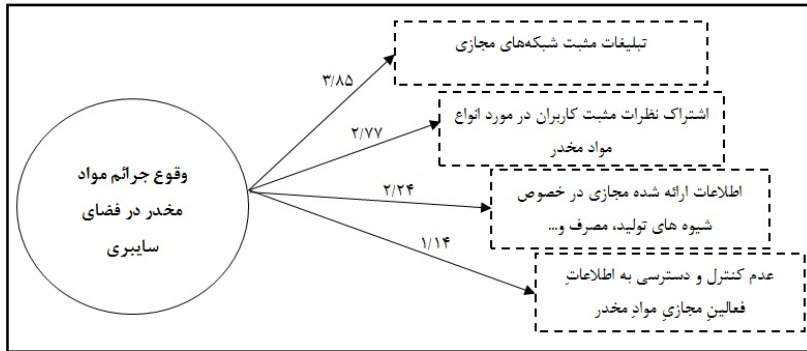 تبلیغات مثبت شبکه‌های مجازی
۳/۸۵
اشتراک نظرات مثبت کاربران در مورد انواع
مواد مخدر
۲/۷۷
وقوع جرائم مواد
مخدر در فضای
سایبری
اطلاعات ارائه شده مجازی در خصوص
شیوه های تولید، مصرف و...
۲/۲۴
۱/۱۴
عدم کنترل و دسترسی به اطلاعاتِ
فعالینِ مجازیِ موادِ مخدر